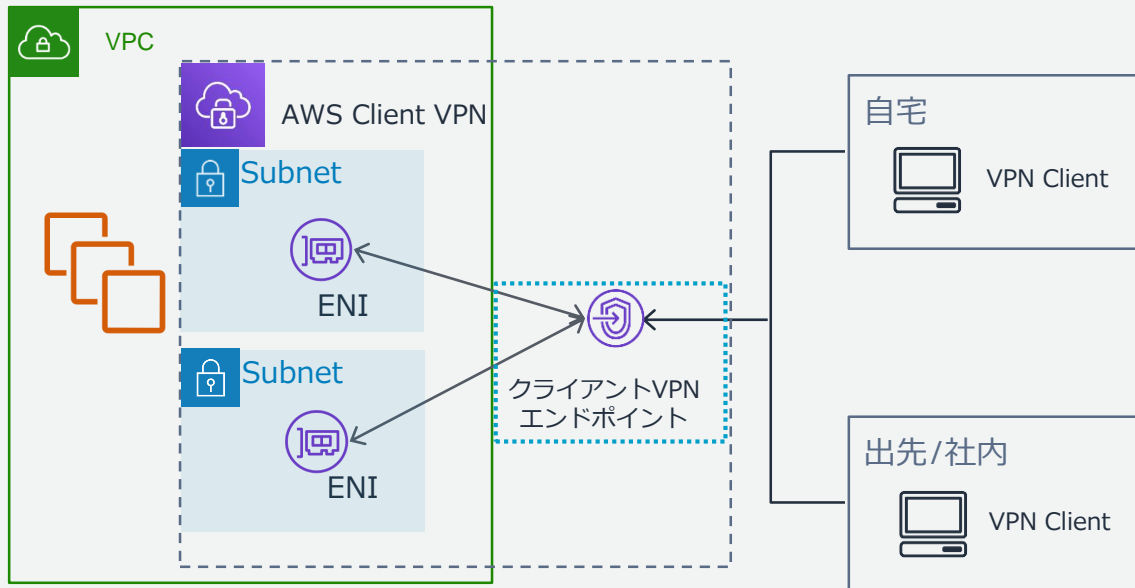 VPC
AWS Client VPN
Subnet
ENI
Subnet
ENI
クライアントVPN
エンドポイント
自宅
VPN Client
出先/社内
VPN Client